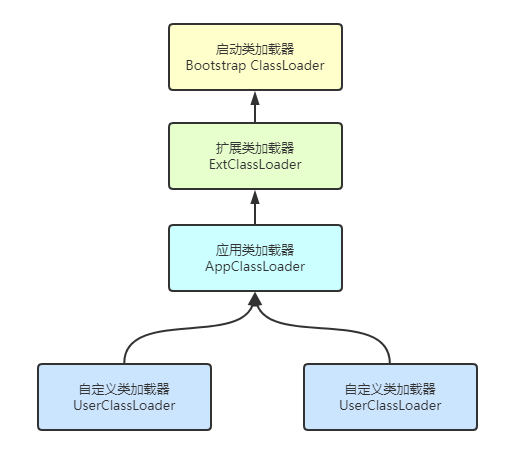 启动类加载器
Bootstrap ClassLoader
扩展类加载器
ExtClassLoader
应用类加载器
AppClassLoader
自定义类加载器
UserClassLoader
自定义类加载器
UserClassLoader